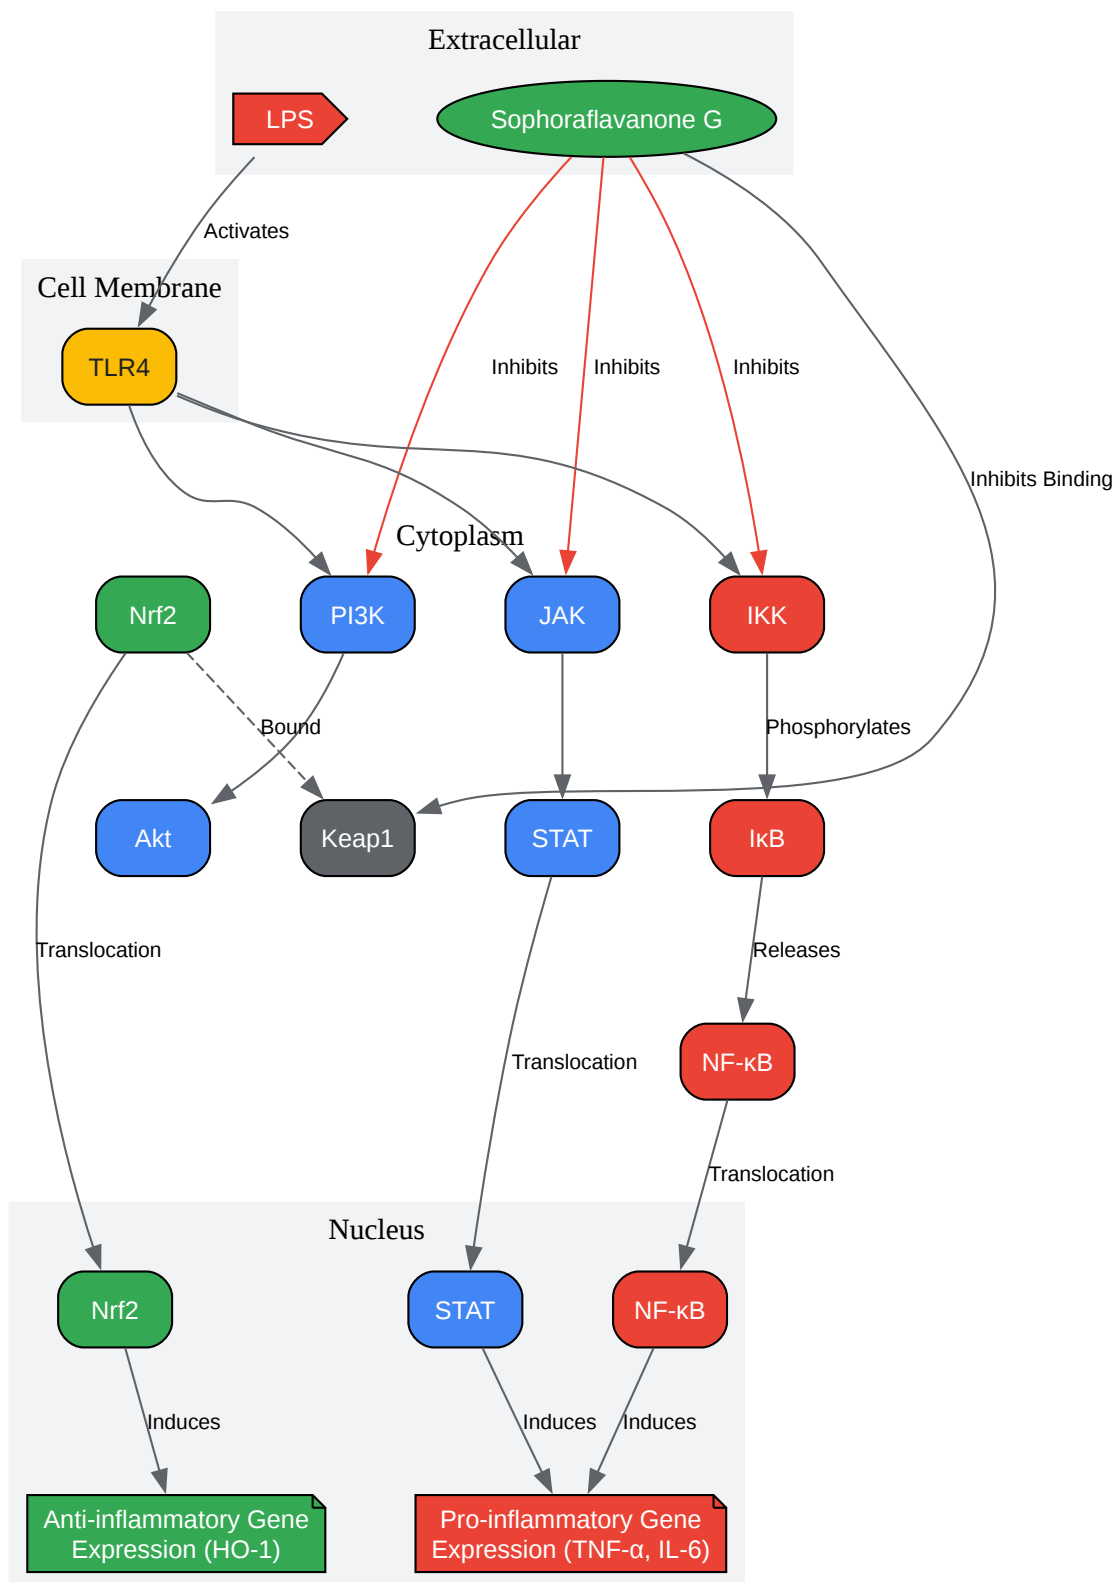 Extracellular
LPS
Sophoraflavanone G
Activates
Cell Membrane
TLR4
Inhibits
Inhibits
Inhibits
Inhibits Binding
Cytoplasm
Nrf2
PI3K
JAK
IKK
Bound
Phosphorylates
Akt
Keap1
STAT
IκB
Translocation
Releases
Translocation
NF-κB
Translocation
Nucleus
Nrf2
STAT
NF-κB
Induces
Induces
Induces
Anti-inflammatory Gene
Expression (HO-1)
Pro-inflammatory Gene
Expression (TNF-α, IL-6)